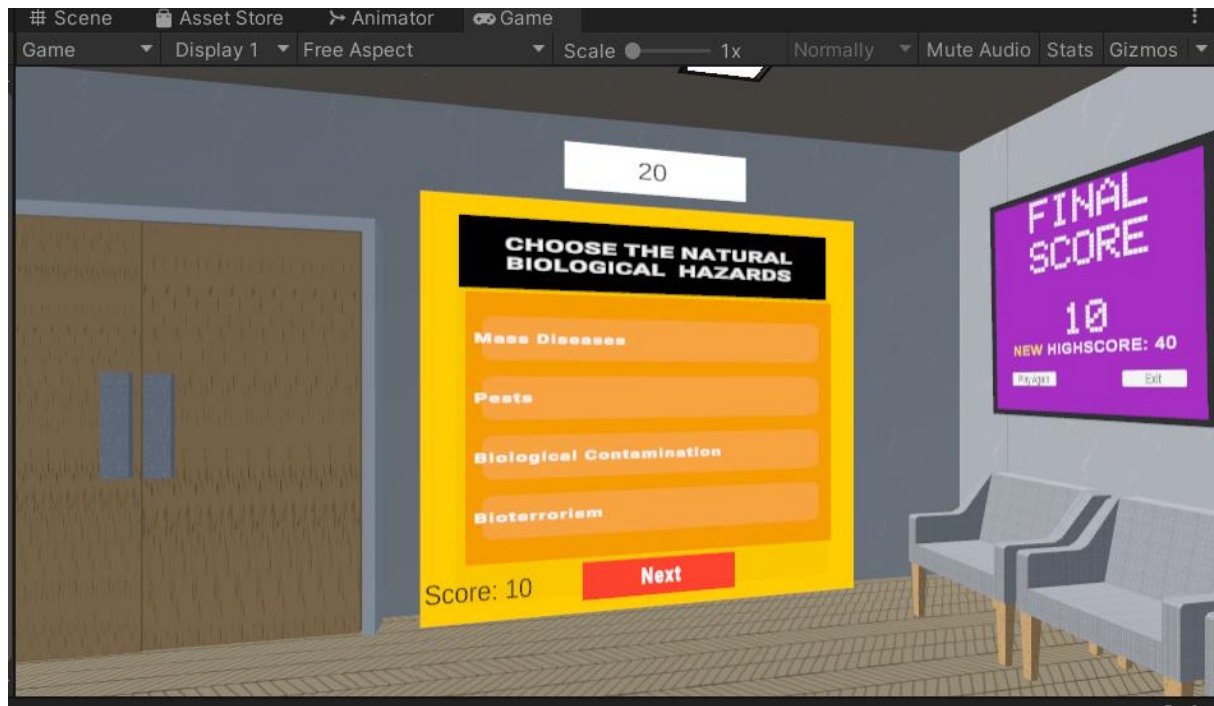 Scene Asset Store Animator Game
Game Display 1 Free Aspect Scale 1x Normally Mute Audio Stats Gizmos
20
CHOOSE THE NATURAL
BIOLOGICAL HAZARDS
Mass Diseases
Pests
Biological Contamination
Bioterrorism
Score: 10
Next
FINAL
SCORE
10
NEW HIGHSCORE: 40
Play Again Exit